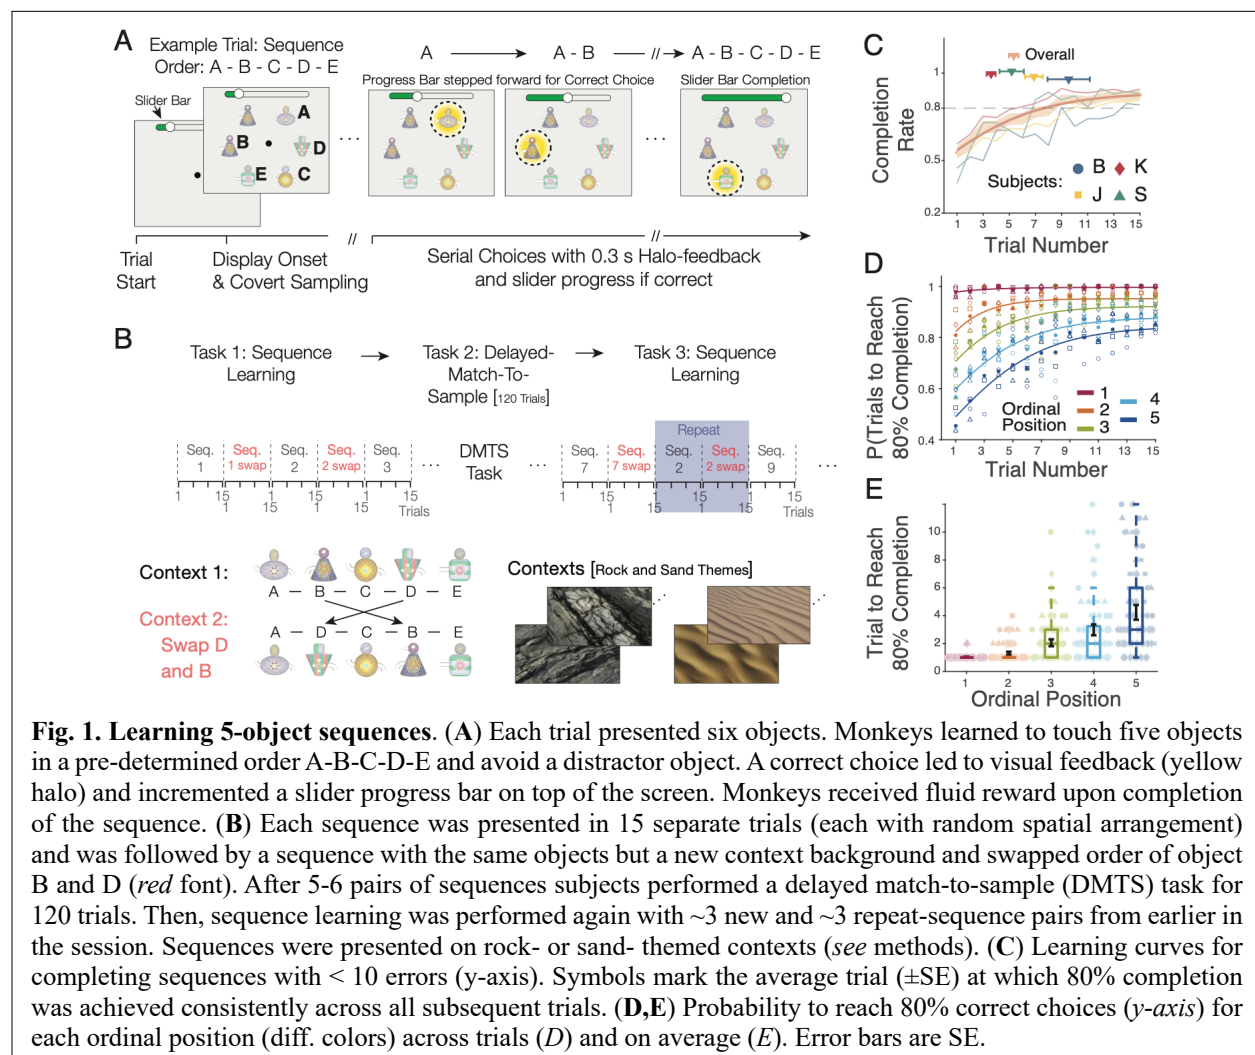 A
Example Trial: Sequence
Order: A - B - C - D - E
Slider Bar
A
B
D
E
C
A
A - B
A - B - C - D - E
Progress Bar stepped forward for Correct Choice
Slider Bar Completion
Trial
Start
Display Onset
& Covert Sampling
Serial Choices with 0.3 s Halo-feedback
and slider progress if correct
B
Task 1: Sequence
Learning
Task 2: Delayed-
Match-To-
Sample [120 Trials]
Task 3: Sequence
Learning
Repeat
Seq.
1
Seq.
1 swap
Seq.
2
Seq.
2 swap
Seq.
3
DMTS
Task
Seq.
7
Seq.
7 swap
Seq.
2
Seq.
2 swap
Seq.
9
1 15 1 15 1 15
1 15 1 15
Trials
1 15 1 15 1 15
1 15 1 15
Trials
Context 1:
A — B — C — D — E
Context 2:
Swap D
and B
A — D — C — B — E
Contexts [Rock and Sand Themes]
C
Overall
Completion
Rate
1
0.8
0.5
0.2
Subjects:
B
K
J
S
1 3 5 7 9 11 13 15
Trial Number
D
P(Trials to Reach
80% Completion)
1
0.8
0.6
0.4
Ordinal
Position
1
2
3
4
5
1 3 5 7 9 11 13 15
Trial Number
E
Trial to Reach
80% Completion
10
8
6
4
2
0
1 2 3 4 5
Ordinal Position
Fig. 1. Learning 5-object sequences. (A) Each trial presented six objects. Monkeys learned to touch five objects
in a pre-determined order A-B-C-D-E and avoid a distractor object. A correct choice led to visual feedback (yellow
halo) and incremented a slider progress bar on top of the screen. Monkeys received fluid reward upon completion
of the sequence. (B) Each sequence was presented in 15 separate trials (each with random spatial arrangement)
and was followed by a sequence with the same objects but a new context background and swapped order of object
B and D (red font). After 5-6 pairs of sequences subjects performed a delayed match-to-sample (DMTS) task for
120 trials. Then, sequence learning was performed again with ~3 new and ~3 repeat-sequence pairs from earlier in
the session. Sequences were presented on rock- or sand- themed contexts (see methods). (C) Learning curves for
completing sequences with < 10 errors (y-axis). Symbols mark the average trial (±SE) at which 80% completion
was achieved consistently across all subsequent trials. (D,E) Probability to reach 80% correct choices (y-axis) for
each ordinal position (diff. colors) across trials (D) and on average (E). Error bars are SE.